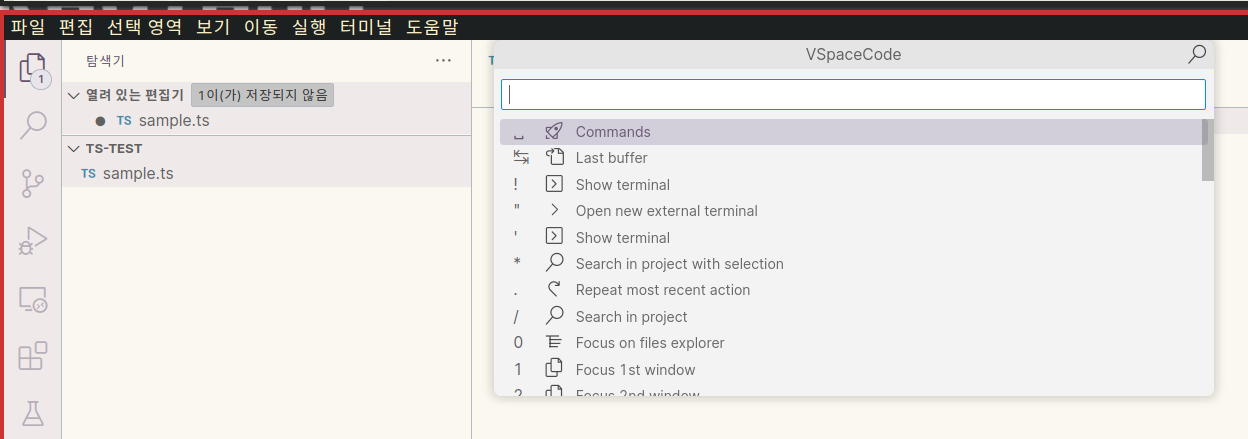 파일 편집 선택 영역 보기 이동 실행 터미널 도움말
탐색기 ...
열려 있는 편집기 1이(가) 저장되지 않음
● TS sample.ts
TS-TEST
TS sample.ts
1
VSpaceCode
␣ Commands
↹ Last buffer
! Show terminal
" Open new external terminal
' Show terminal
* Search in project with selection
. Repeat most recent action
/ Search in project
0 Focus on files explorer
1 Focus 1st window
2 Focus 2nd window